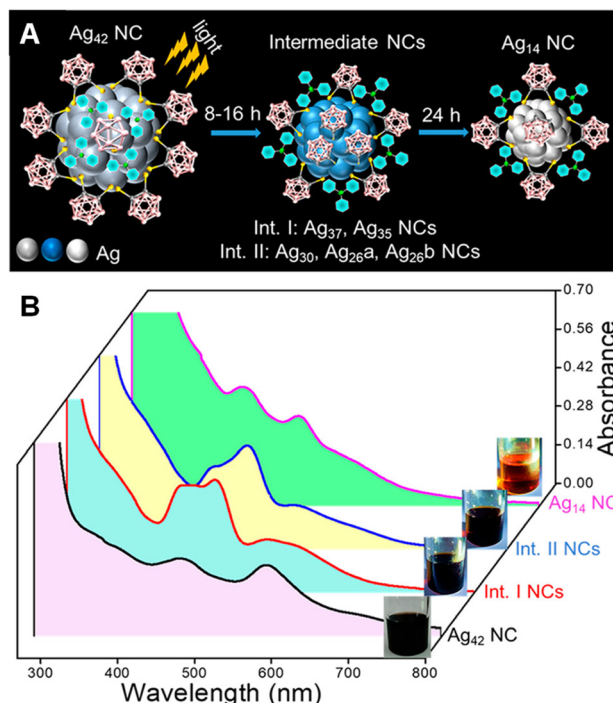 A
Ag42 NC
light
Intermediate NCs
Ag14 NC
8-16 h
24 h
Int. I: Ag37, Ag35 NCs
Int. II: Ag30, Ag26a, Ag26b NCs
Ag
B
0.70
0.56
0.42
0.28
0.14
0.00
Absorbance
Ag14 NC
Int. II NCs
Int. I NCs
Ag42 NC
300 400 500 600 700 800
Wavelength (nm)